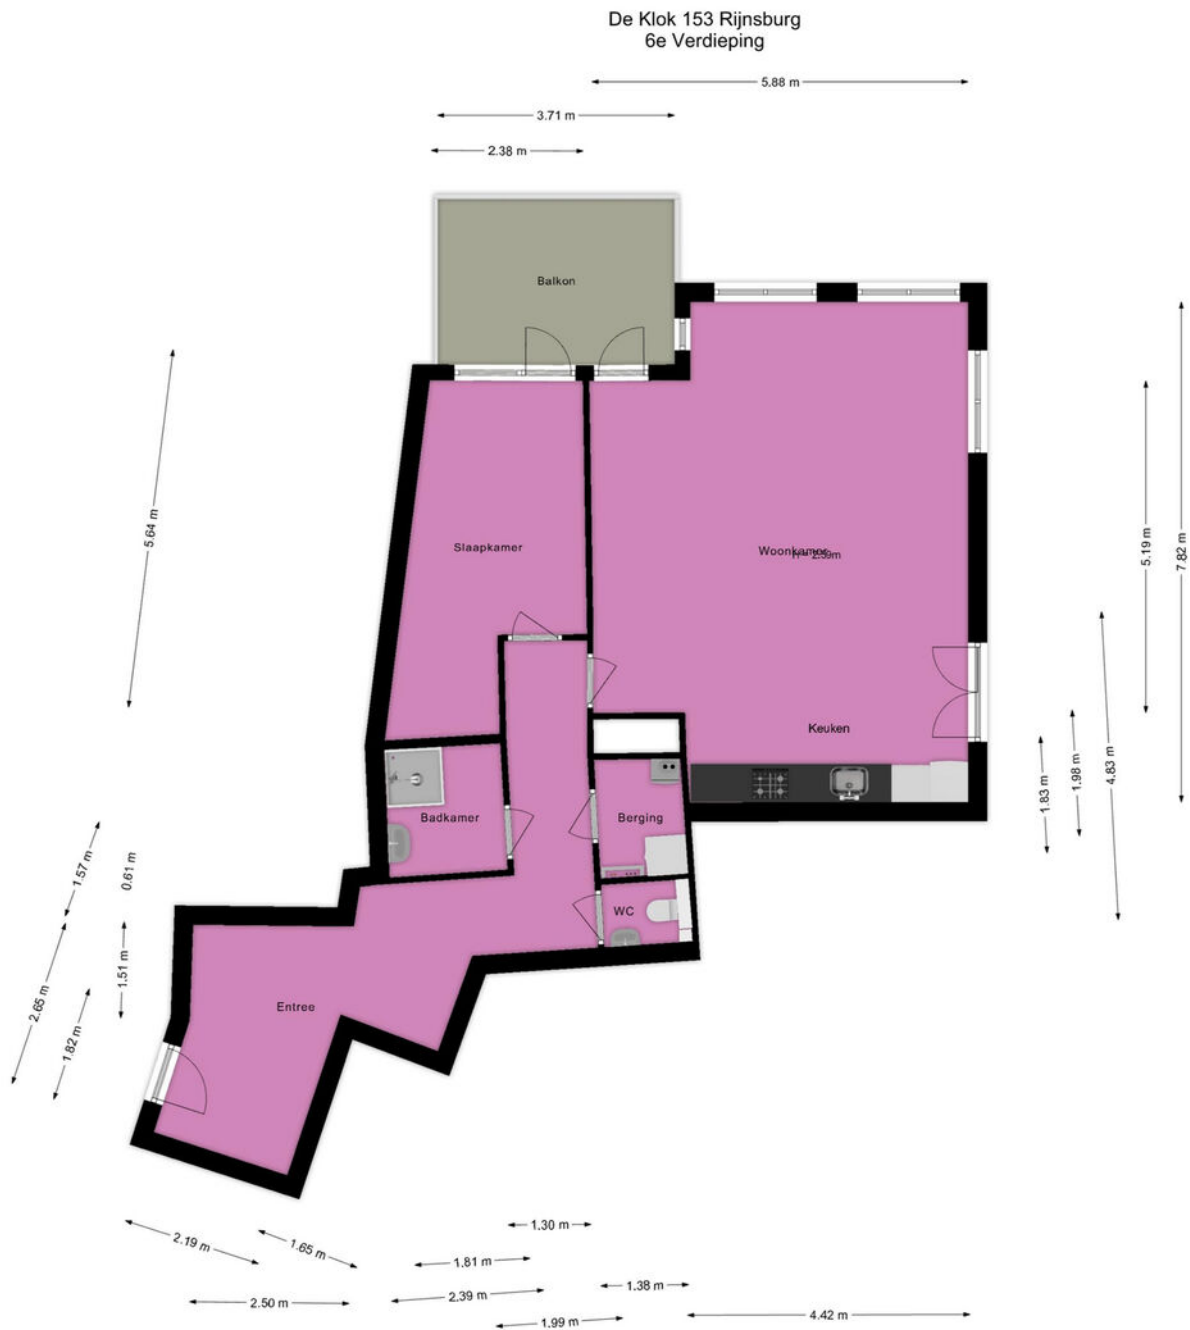 De Klok 153 Rijnsburg
6e Verdieping
5.88 m
3.71 m
2.38 m
Balkon
5.64 m
Slaapkamer
Woonkamer
H= 2.59m
5.19 m
7.82 m
Keuken
4.83 m
1.98 m
1.83 m
Badkamer
Berging
1.57 m
0.61 m
WC
1.51 m
2.65 m
1.82 m
Entree
2.19 m
1.65 m
1.30 m
1.81 m
1.38 m
2.50 m
2.39 m
1.99 m
4.42 m